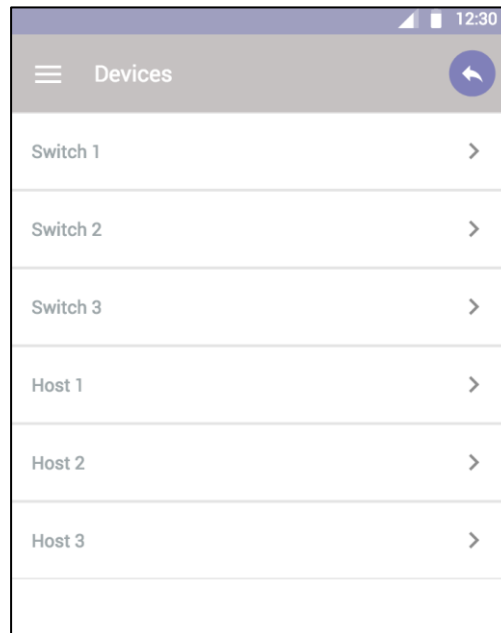 12:30
Devices
Switch 1
Switch 2
Switch 3
Host 1
Host 2
Host 3